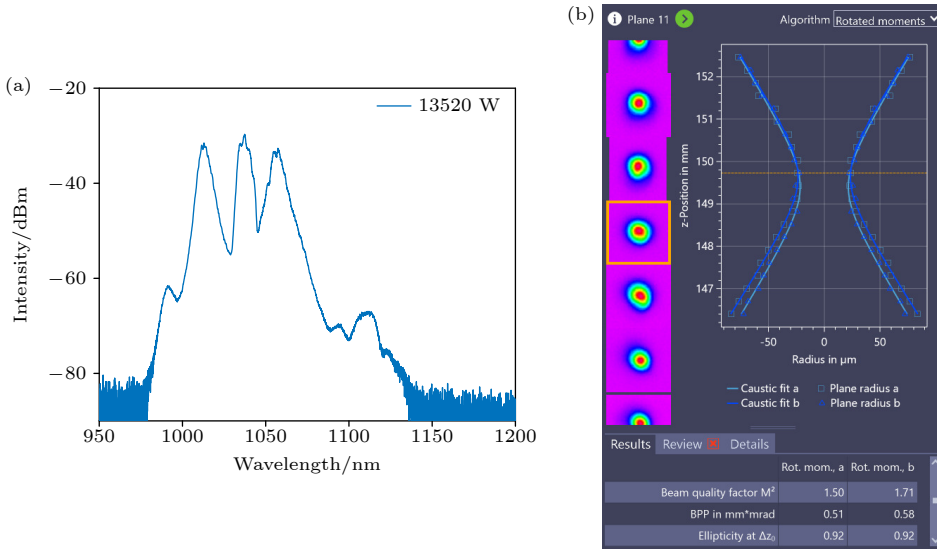 (a)
−20
−40
−60
−80
Intensity/dBm
13520 W
950
1000
1050
1100
1150
1200
Wavelength/nm
(b)
i Plane 11 >
Algorithm Rotated moments
152
151
150
149
148
147
z-Position in mm
-50
0
50
Radius in µm
Caustic fit a
Plane radius a
Caustic fit b
Plane radius b
Results Review Details
Rot. mom., a Rot. mom., b
Beam quality factor M² 1.50 1.71
BPP in mm*mrad 0.51 0.58
Ellipticity at Δz₀ 0.92 0.92